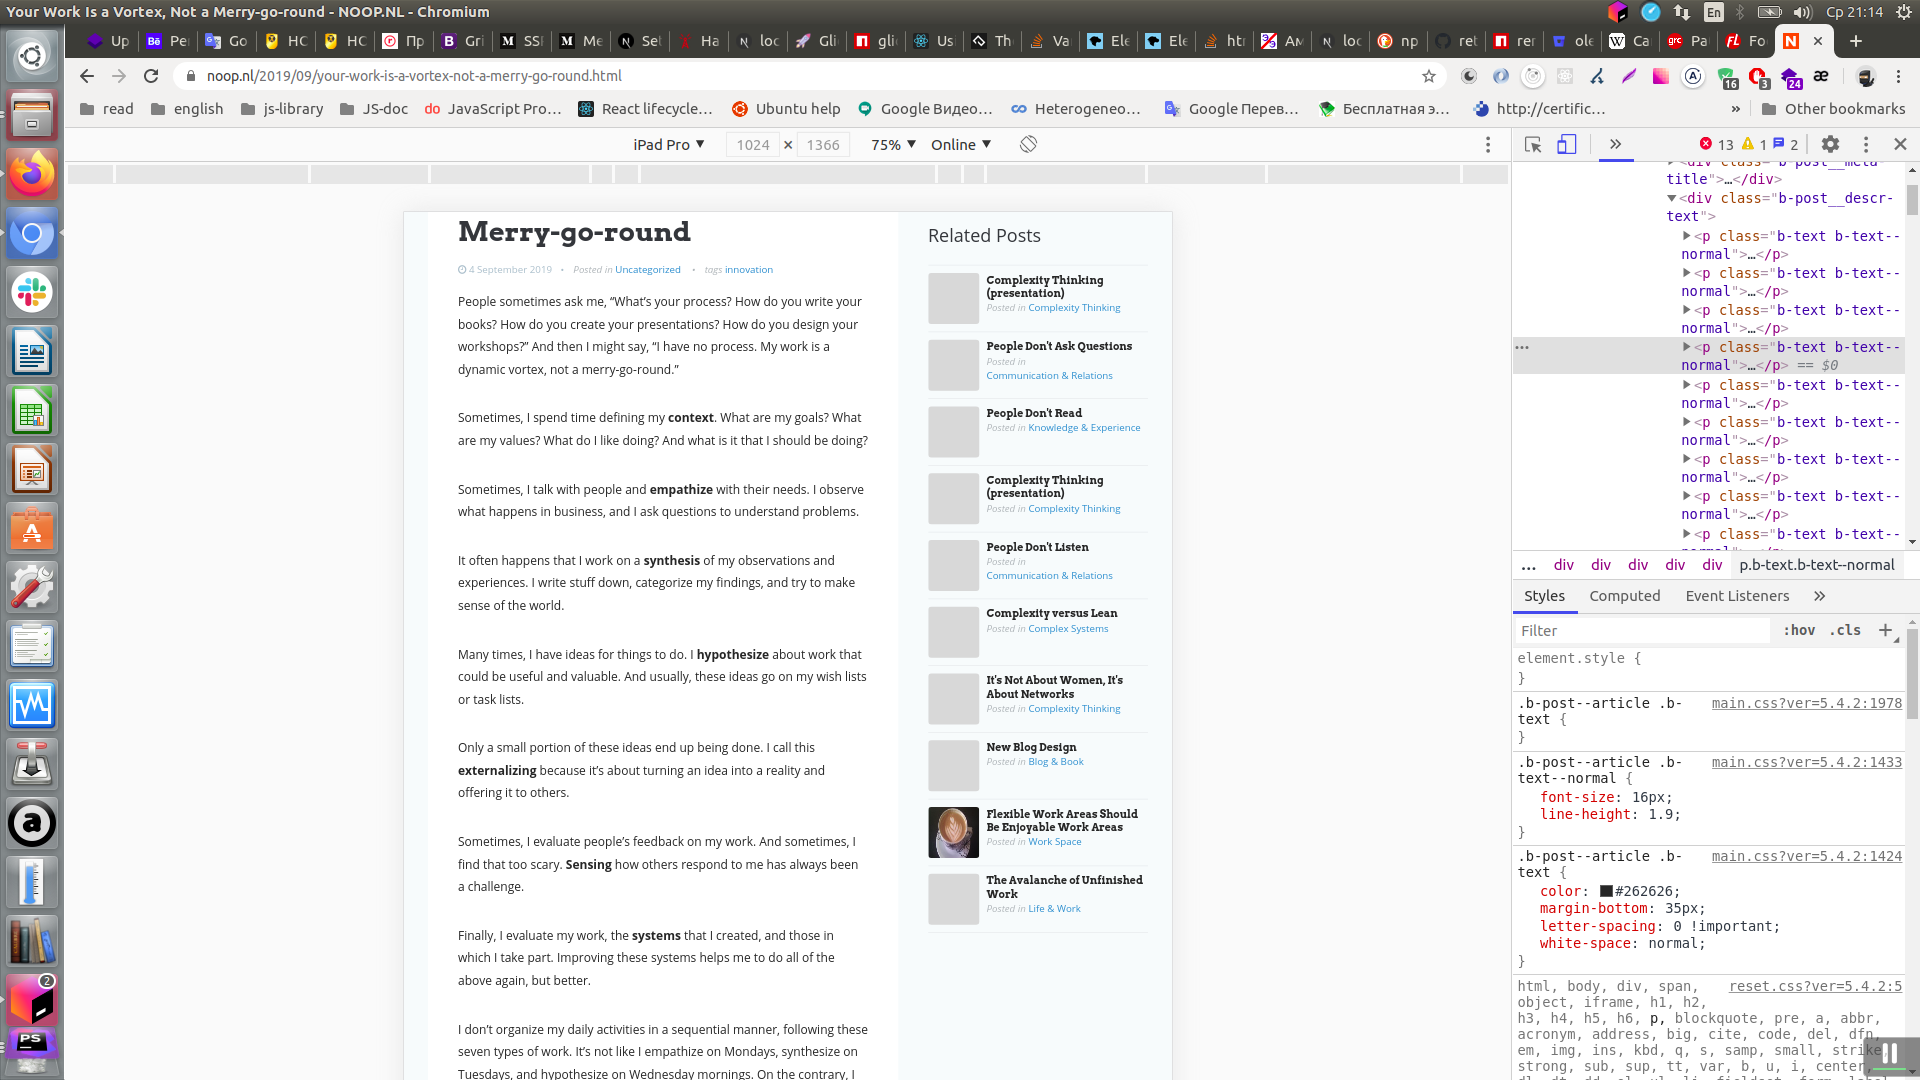 Your Work Is a Vortex, Not a Merry-go-round - NOOP.NL - Chromium
En
Ср 21:14
Up
Pe
Go
HC
HC
Пр
Gri
SSI
Me
Set
Ha
loc
Gli
gli
Us
Th
Va
Ele
Ele
htr
Ам
loc
np
ret
rer
ole
Ca
Pa
Fo
noop.nl/2019/09/your-work-is-a-vortex-not-a-merry-go-round.html
16
3
24
read
english
js-library
JS-doc
JavaScript Pro…
React lifecycle…
Ubuntu help
Google Видео…
Heterogeneo…
Google Перев…
Бесплатная э…
http://certific…
»
Other bookmarks
iPad Pro ▼
1024 × 1366
75% ▼
Online ▼
Merry-go-round
4 September 2019 • Posted in Uncategorized • tags innovation
People sometimes ask me, “What’s your process? How do you write your
books? How do you create your presentations? How do you design your
workshops?” And then I might say, “I have no process. My work is a
dynamic vortex, not a merry-go-round.”
Sometimes, I spend time defining my context. What are my goals? What
are my values? What do I like doing? And what is it that I should be doing?
Sometimes, I talk with people and empathize with their needs. I observe
what happens in business, and I ask questions to understand problems.
It often happens that I work on a synthesis of my observations and
experiences. I write stuff down, categorize my findings, and try to make
sense of the world.
Many times, I have ideas for things to do. I hypothesize about work that
could be useful and valuable. And usually, these ideas go on my wish lists
or task lists.
Only a small portion of these ideas end up being done. I call this
externalizing because it’s about turning an idea into a reality and
offering it to others.
Sometimes, I evaluate people’s feedback on my work. And sometimes, I
find that too scary. Sensing how others respond to me has always been
a challenge.
Finally, I evaluate my work, the systems that I created, and those in
which I take part. Improving these systems helps me to do all of the
above again, but better.
I don’t organize my daily activities in a sequential manner, following these
seven types of work. It’s not like I empathize on Mondays, synthesize on
Tuesdays, and hypothesize on Wednesday mornings. On the contrary, I
Related Posts
Complexity Thinking
(presentation)
Posted in Complexity Thinking
People Don't Ask Questions
Posted in
Communication & Relations
People Don't Read
Posted in Knowledge & Experience
Complexity Thinking
(presentation)
Posted in Complexity Thinking
People Don't Listen
Posted in
Communication & Relations
Complexity versus Lean
Posted in Complex Systems
It's Not About Women, It's
About Networks
Posted in Complexity Thinking
New Blog Design
Posted in Blog & Book
Flexible Work Areas Should
Be Enjoyable Work Areas
Posted in Work Space
The Avalanche of Unfinished
Work
Posted in Life & Work
13 1 2
title">…</div>
▼<div class="b-post__descr-
text">
▶<p class="b-text b-text--
normal">…</p>
▶<p class="b-text b-text--
normal">…</p>
▶<p class="b-text b-text--
normal">…</p>
▶<p class="b-text b-text--
normal">…</p> == $0
▶<p class="b-text b-text--
normal">…</p>
▶<p class="b-text b-text--
normal">…</p>
▶<p class="b-text b-text--
normal">…</p>
▶<p class="b-text b-text--
normal">…</p>
▶<p class="b-text b-text--
… div div div div div p.b-text.b-text--normal
Styles Computed Event Listeners »
Filter :hov .cls +
element.style {
}
.b-post--article .b- main.css?ver=5.4.2:1978
text {
}
.b-post--article .b- main.css?ver=5.4.2:1433
text--normal {
font-size: 16px;
line-height: 1.9;
}
.b-post--article .b- main.css?ver=5.4.2:1424
text {
color: #262626;
margin-bottom: 35px;
letter-spacing: 0 !important;
white-space: normal;
}
html, body, div, span, reset.css?ver=5.4.2:5
object, iframe, h1, h2,
h3, h4, h5, h6, p, blockquote, pre, a, abbr,
acronym, address, big, cite, code, del, dfn,
em, img, ins, kbd, q, s, samp, small, strike,
strong, sub, sup, tt, var, b, u, i, center,
2
PS